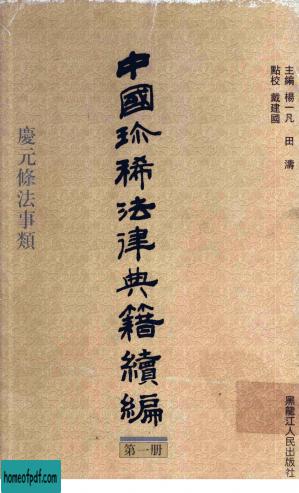 主編 楊一凡 田濤
點校 戴建國
中國珍稀法律典籍續編
第一册
慶元條法事類
黑龍江人民出版社
homeofpdf.com